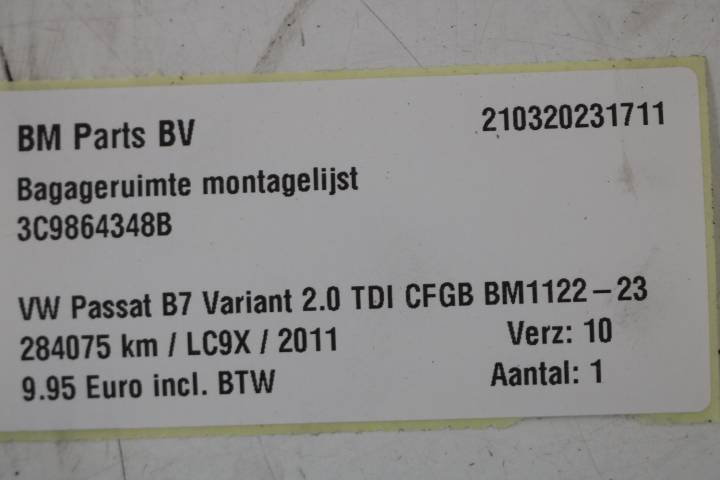 BM Parts BV 210320231711
Bagageruimte montagelijst
3C9864348B
VW Passat B7 Variant 2.0 TDI CFGB BM1122-23
284075 km / LC9X / 2011 Verz: 10
9.95 Euro incl. BTW Aantal: 1